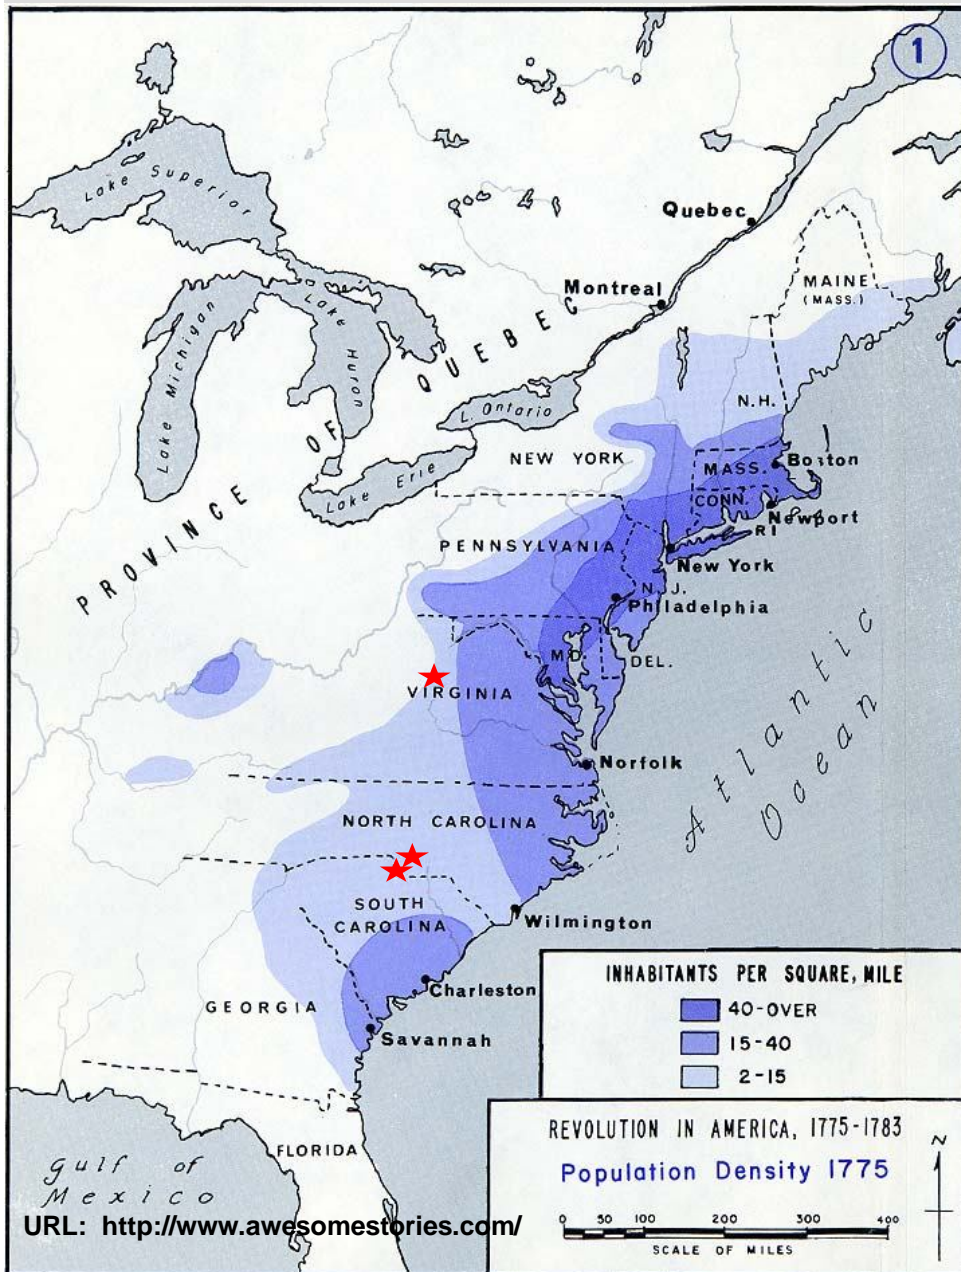 1
Lake Superior
Quebec
MAINE
(MASS.)
Montreal
Lake Michigan
Lake
Huron
PROVINCE OF QUEBEC
L. Ontario
N.H.
Lake Erie
NEW YORK
MASS.
Boston
CONN.
Newport
RI
PENNSYLVANIA
New York
N.J.
Philadelphia
MD.
DEL.
VIRGINIA
Norfolk
Atlantic
Ocean
NORTH CAROLINA
SOUTH
CAROLINA
Wilmington
GEORGIA
Charleston
Savannah
INHABITANTS PER SQUARE, MILE
40-OVER
15-40
2-15
FLORIDA
Gulf of
Mexico
REVOLUTION IN AMERICA, 1775-1783
Population Density 1775
N
0 50 100 200 300 400
SCALE OF MILES
URL: http://www.awesomestories.com/